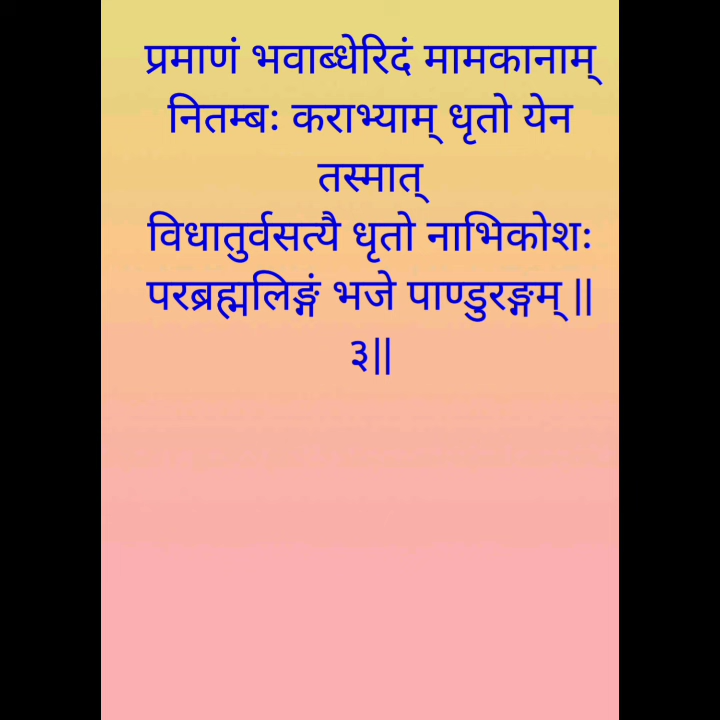 प्रमाणं भवाब्धेरिदं मामकानाम्
नितम्बः कराभ्याम् धृतो येन
तस्मात्
विधातुर्वसत्यै धृतो नाभिकोशः
परब्रह्मलिङ्गं भजे पाण्डुरङ्गम् ||
३||